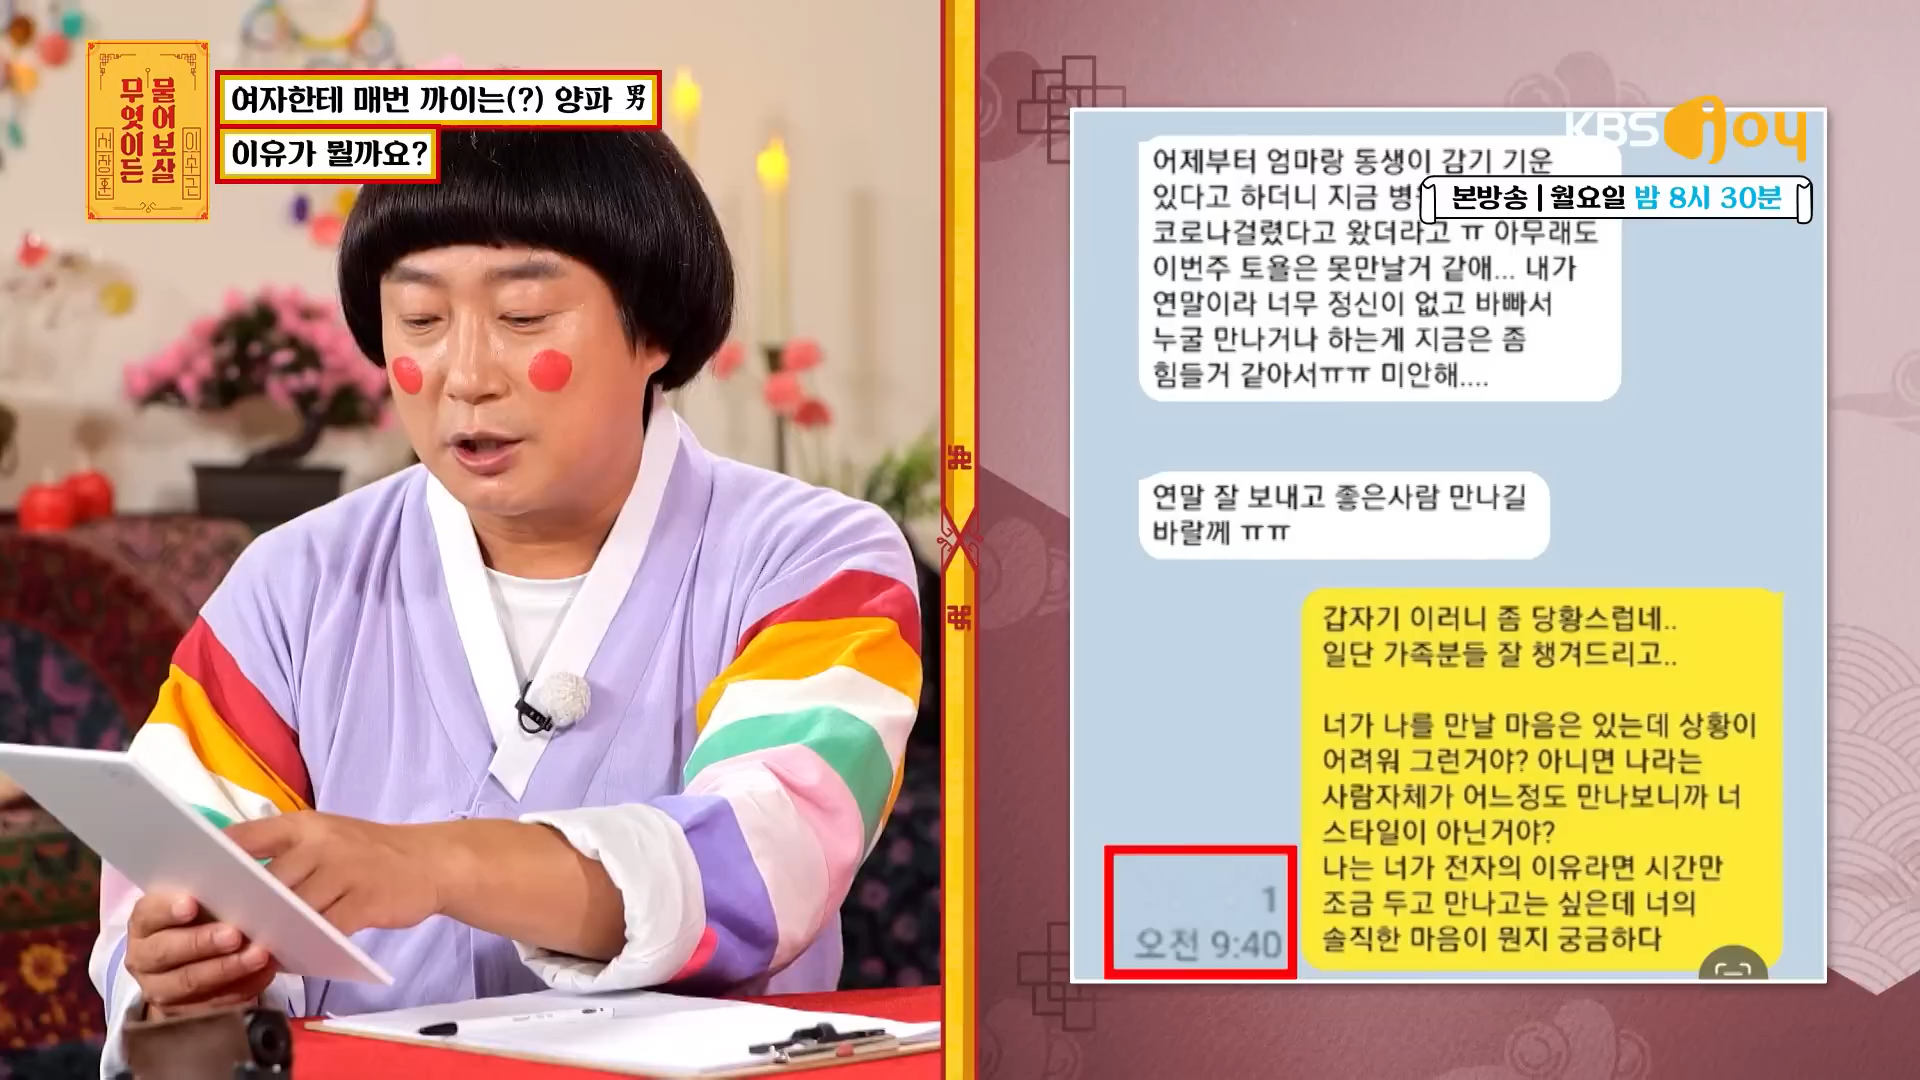 무엇이든
물어보살
서장훈
이수근
여자한테 매번 까이는(?) 양파 男
이유가 뭘까요?
KBS joy
본방송 | 월요일 밤 8시 30분
어제부터 엄마랑 동생이 감기 기운
있다고 하더니 지금
코로나걸렸다고 왔더라고 ㅠ 아무래도
이번주 토욜은 못만날거 같애... 내가
연말이라 너무 정신이 없고 바빠서
누굴 만나거나 하는게 지금은 좀
힘들거 같아서ㅠㅠ 미안해....
연말 잘 보내고 좋은사람 만나길
바랄께 ㅠㅠ
갑자기 이러니 좀 당황스럽네..
일단 가족분들 잘 챙겨드리고..
너가 나를 만날 마음은 있는데 상황이
어려워 그런거야? 아니면 나라는
사람자체가 어느정도 만나보니까 너
스타일이 아닌거야?
나는 너가 전자의 이유라면 시간만
조금 두고 만나고는 싶은데 너의
솔직한 마음이 뭔지 궁금하다
1
오전 9:40